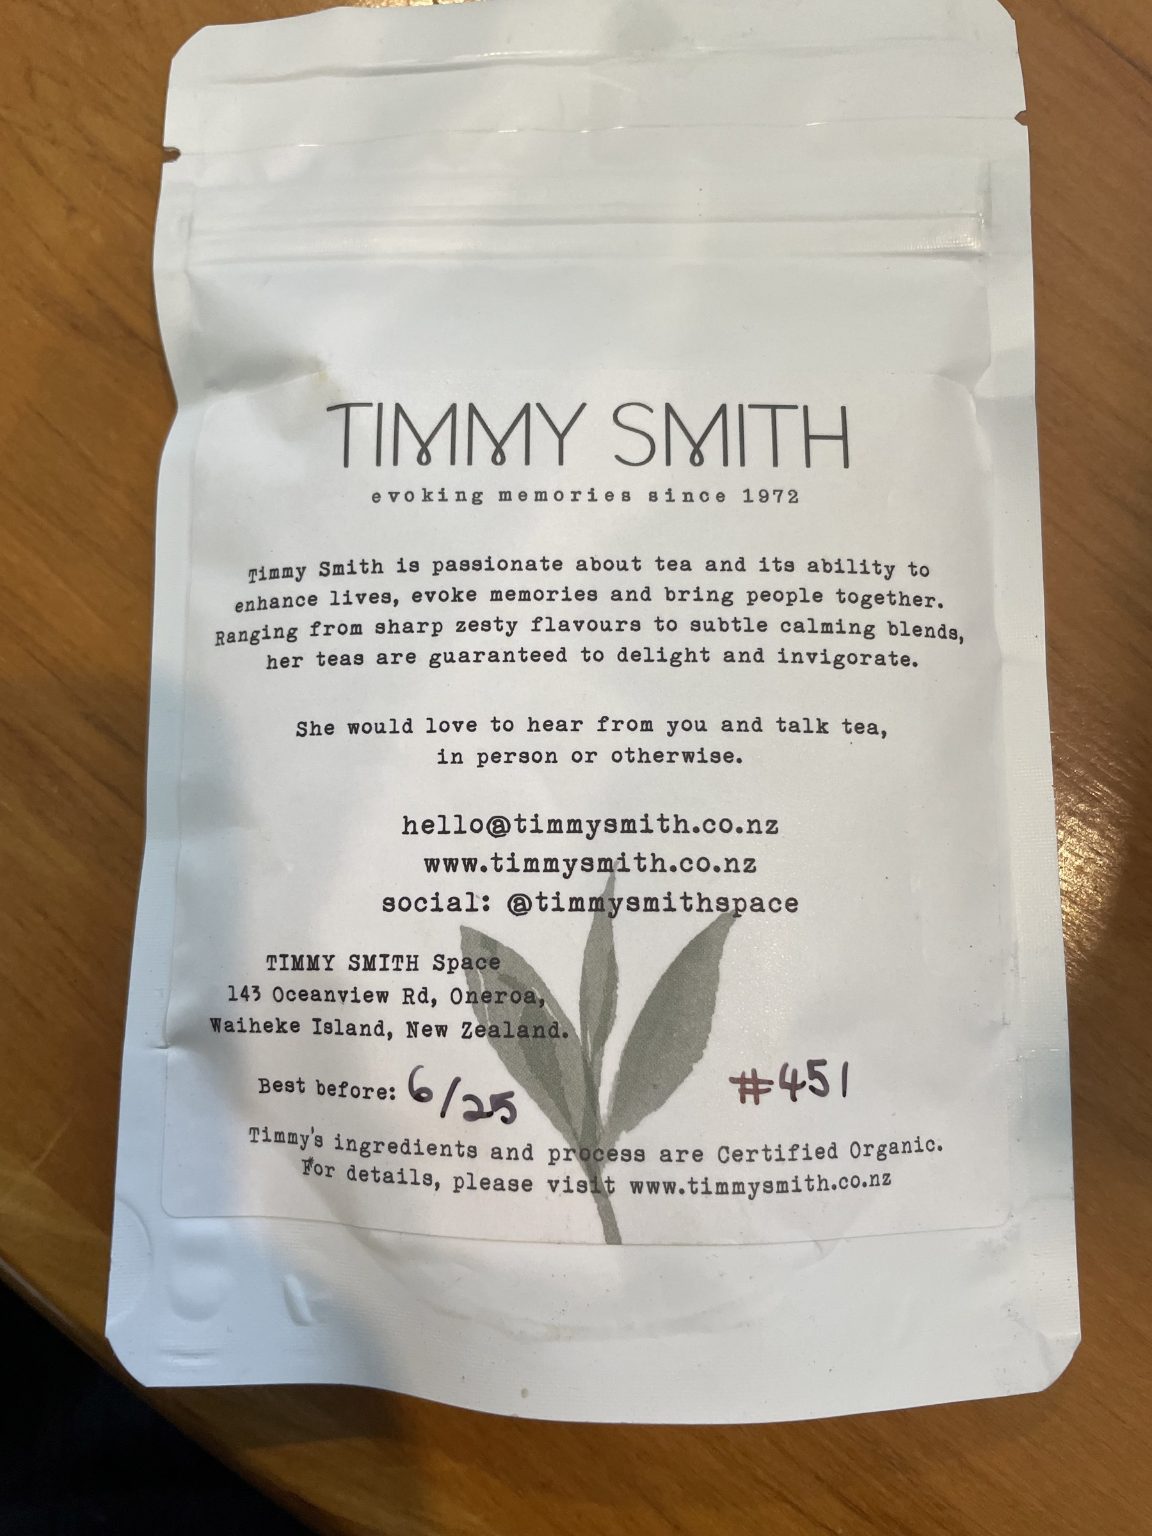 TIMMY SMITH
evoking memories since 1972
Timmy Smith is passionate about tea and its ability to
enhance lives, evoke memories and bring people together.
Ranging from sharp zesty flavours to subtle calming blends,
her teas are guaranteed to delight and invigorate.
She would love to hear from you and talk tea,
in person or otherwise.
hello@timmysmith.co.nz
www.timmysmith.co.nz
social: @timmysmithspace
TIMMY SMITH Space
143 Oceanview Rd, Oneroa,
Waiheke Island, New Zealand.
Best before: 6/25 #451
Timmy's ingredients and process are Certified Organic.
For details, please visit www.timmysmith.co.nz